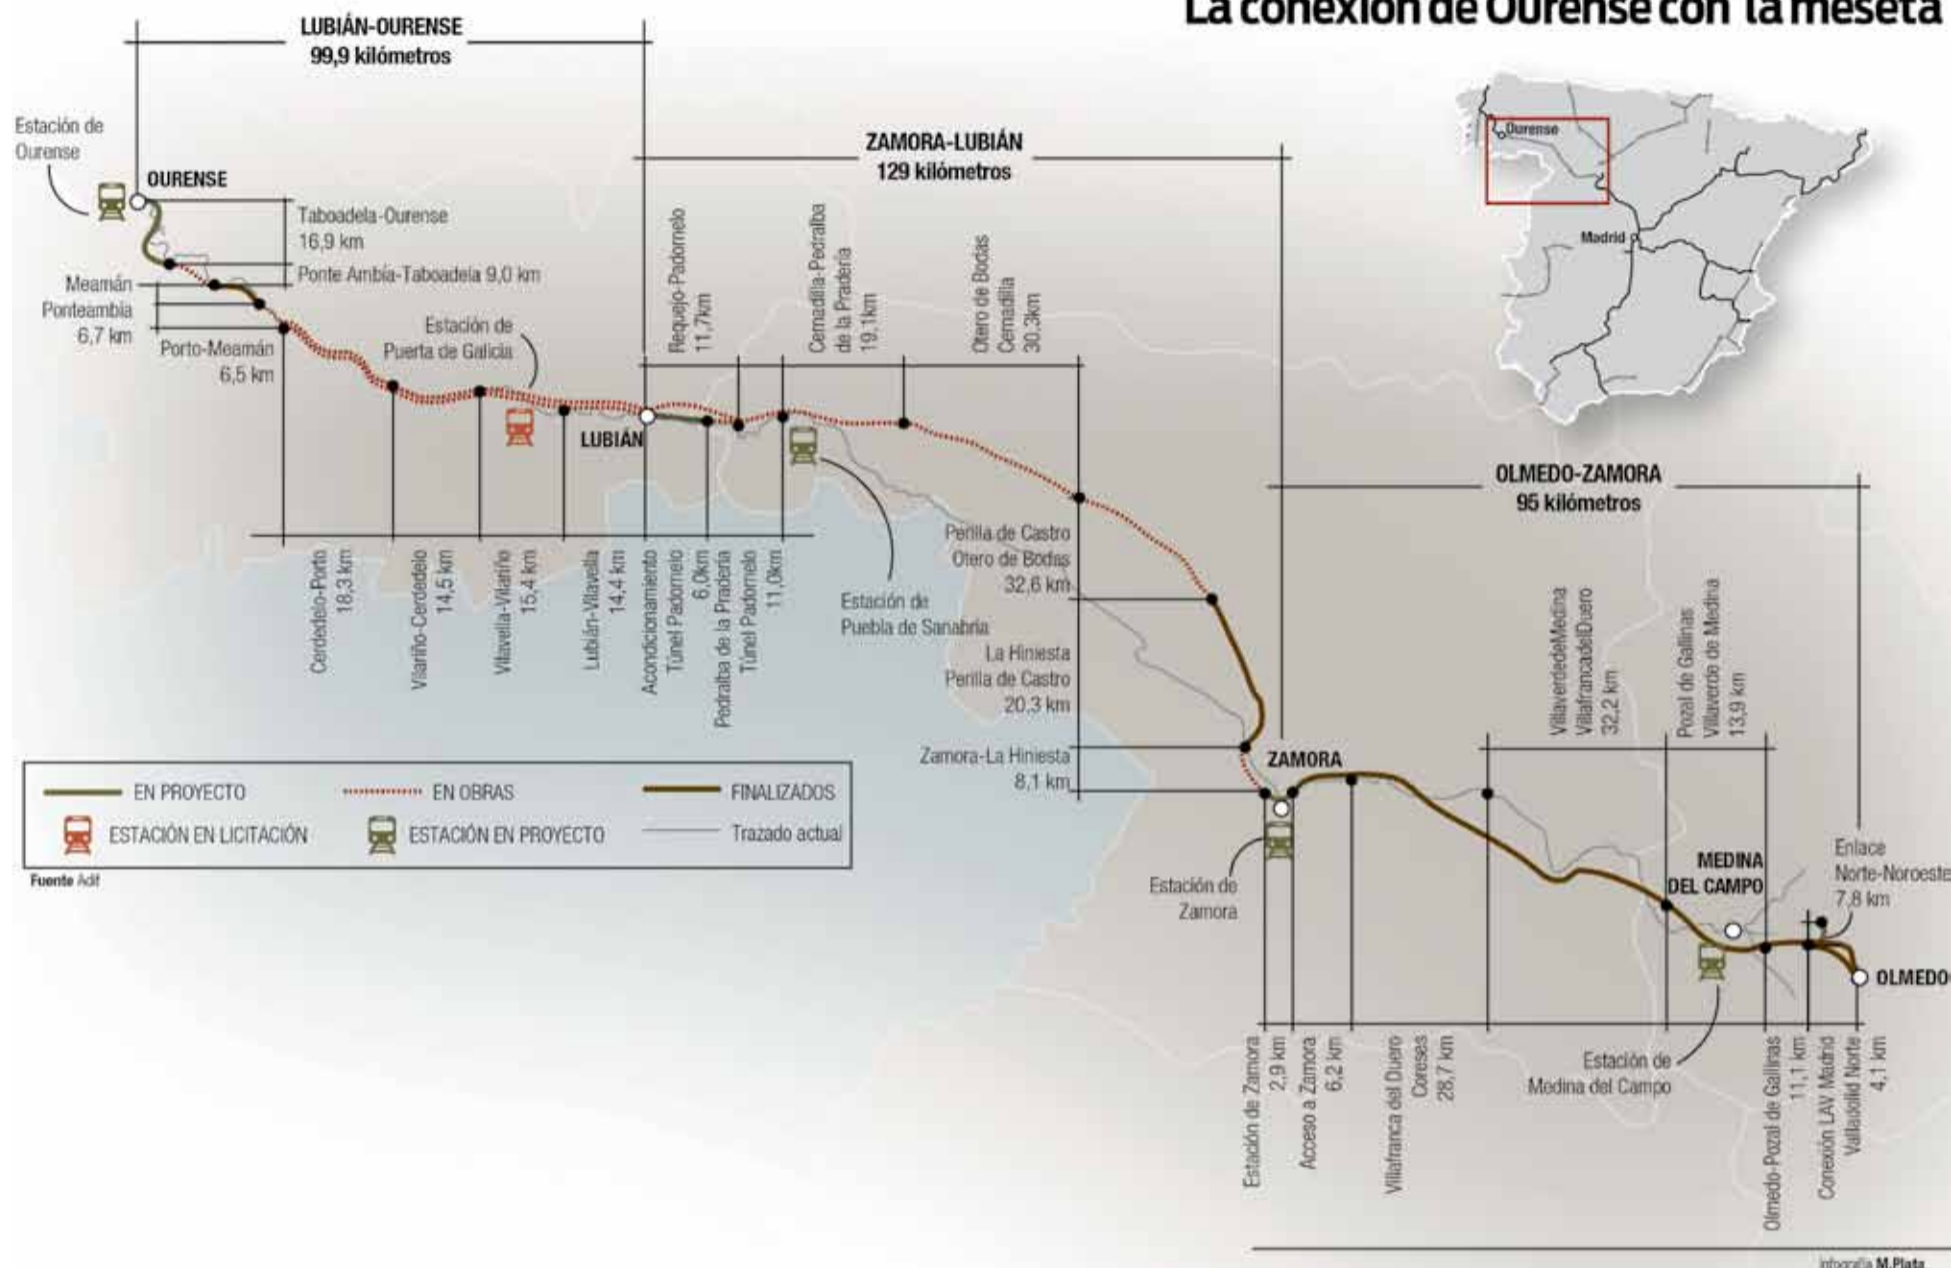 La conexión de Ourense con la meseta
LUBIÁN-OURENSE
99,9 kilómetros
Estación de
Ourense
OURENSE
Taboadela-Ourense
16,9 km
Ponte Ambía-Taboadela 9,0 km
Meamán
Ponteambía
6,7 km
Porto-Meamán
6,5 km
Estación de
Puerta de Galicia
LUBIÁN
ZAMORA-LUBIÁN
129 kilómetros
Requejo-Padornelo
11,7km
Cernadilla-Pedralba
de la Pradería
19,1km
Otero de Bodas
Cernadilla
30,3km
Ourense
Madrid
Cerdedelo-Porto
18,3 km
Vilariño-Cerdedelo
14,5 km
Vilavella-Vilariño
15,4 km
Lubián-Vilavella
14,4 km
Acondicionamiento
Túnel Padornelo
6,0km
Pedralba de la Pradería
Túnel Padornelo
11,0km
Estación de
Puebla de Sanabria
Perilla de Castro
Otero de Bodas
32,6 km
La Hiniesta
Perilla de Castro
20,3 km
Zamora-La Hiniesta
8,1 km
OLMEDO-ZAMORA
95 kilómetros
VillaverdedeMedina
VillafrancadelDuero
32,2 km
Pozal de Gallinas
Villaverde de Medina
13,9 km
ZAMORA
Estación de
Zamora
MEDINA
DEL CAMPO
Enlace
Norte-Noroeste
7,8 km
OLMEDO
Estación de
Medina del Campo
Estación de Zamora
2,9 km
Acceso a Zamora
6,2 km
Villafranca del Duero
Coreses
28,7 km
Olmedo-Pozal de Gallinas
11,1 km
Conexión LAV Madrid
Valladolid Norte
4,1 km
EN PROYECTO
EN OBRAS
FINALIZADOS
ESTACIÓN EN LICITACIÓN
ESTACIÓN EN PROYECTO
Trazado actual
Fuente Adif
Infografía M.Plata